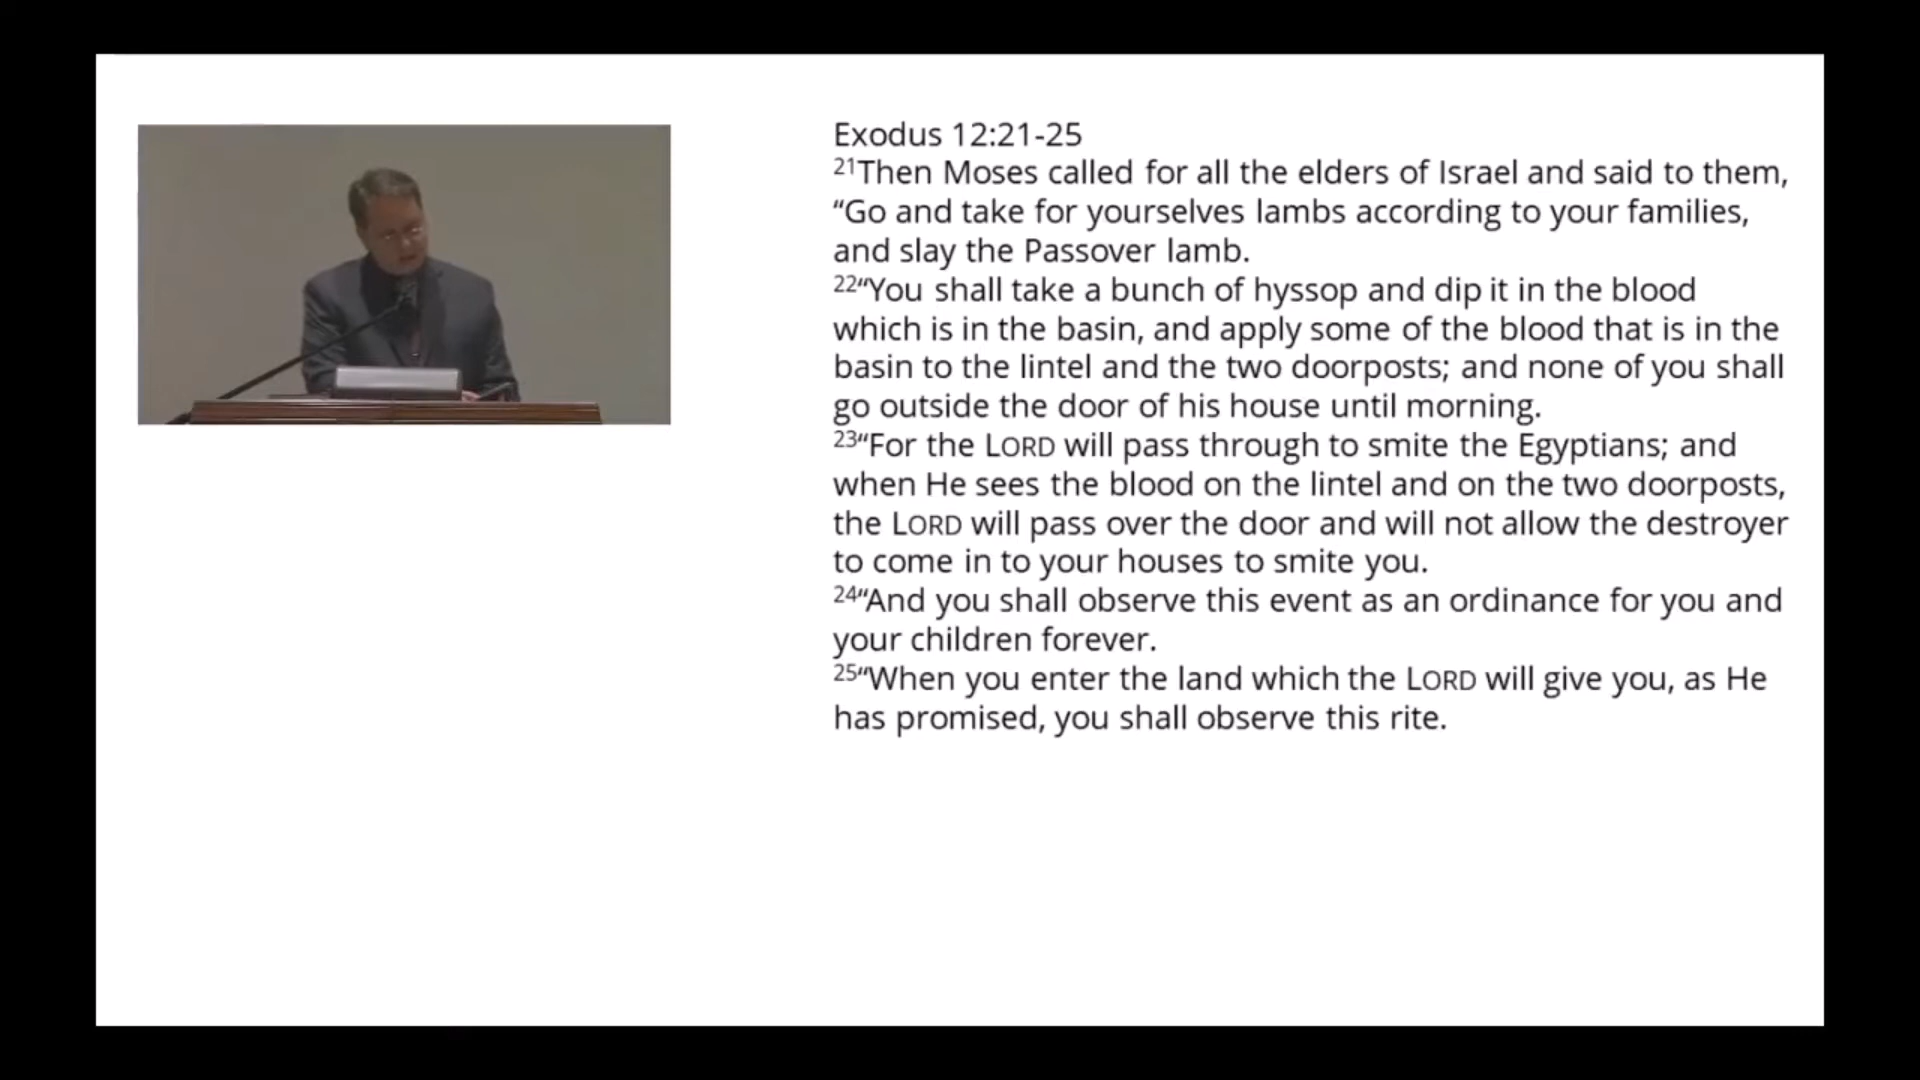 Exodus 12:21-25
²¹Then Moses called for all the elders of Israel and said to them,
“Go and take for yourselves lambs according to your families,
and slay the Passover lamb.
²²“You shall take a bunch of hyssop and dip it in the blood
which is in the basin, and apply some of the blood that is in the
basin to the lintel and the two doorposts; and none of you shall
go outside the door of his house until morning.
²³“For the LORD will pass through to smite the Egyptians; and
when He sees the blood on the lintel and on the two doorposts,
the LORD will pass over the door and will not allow the destroyer
to come in to your houses to smite you.
²⁴“And you shall observe this event as an ordinance for you and
your children forever.
²⁵“When you enter the land which the LORD will give you, as He
has promised, you shall observe this rite.